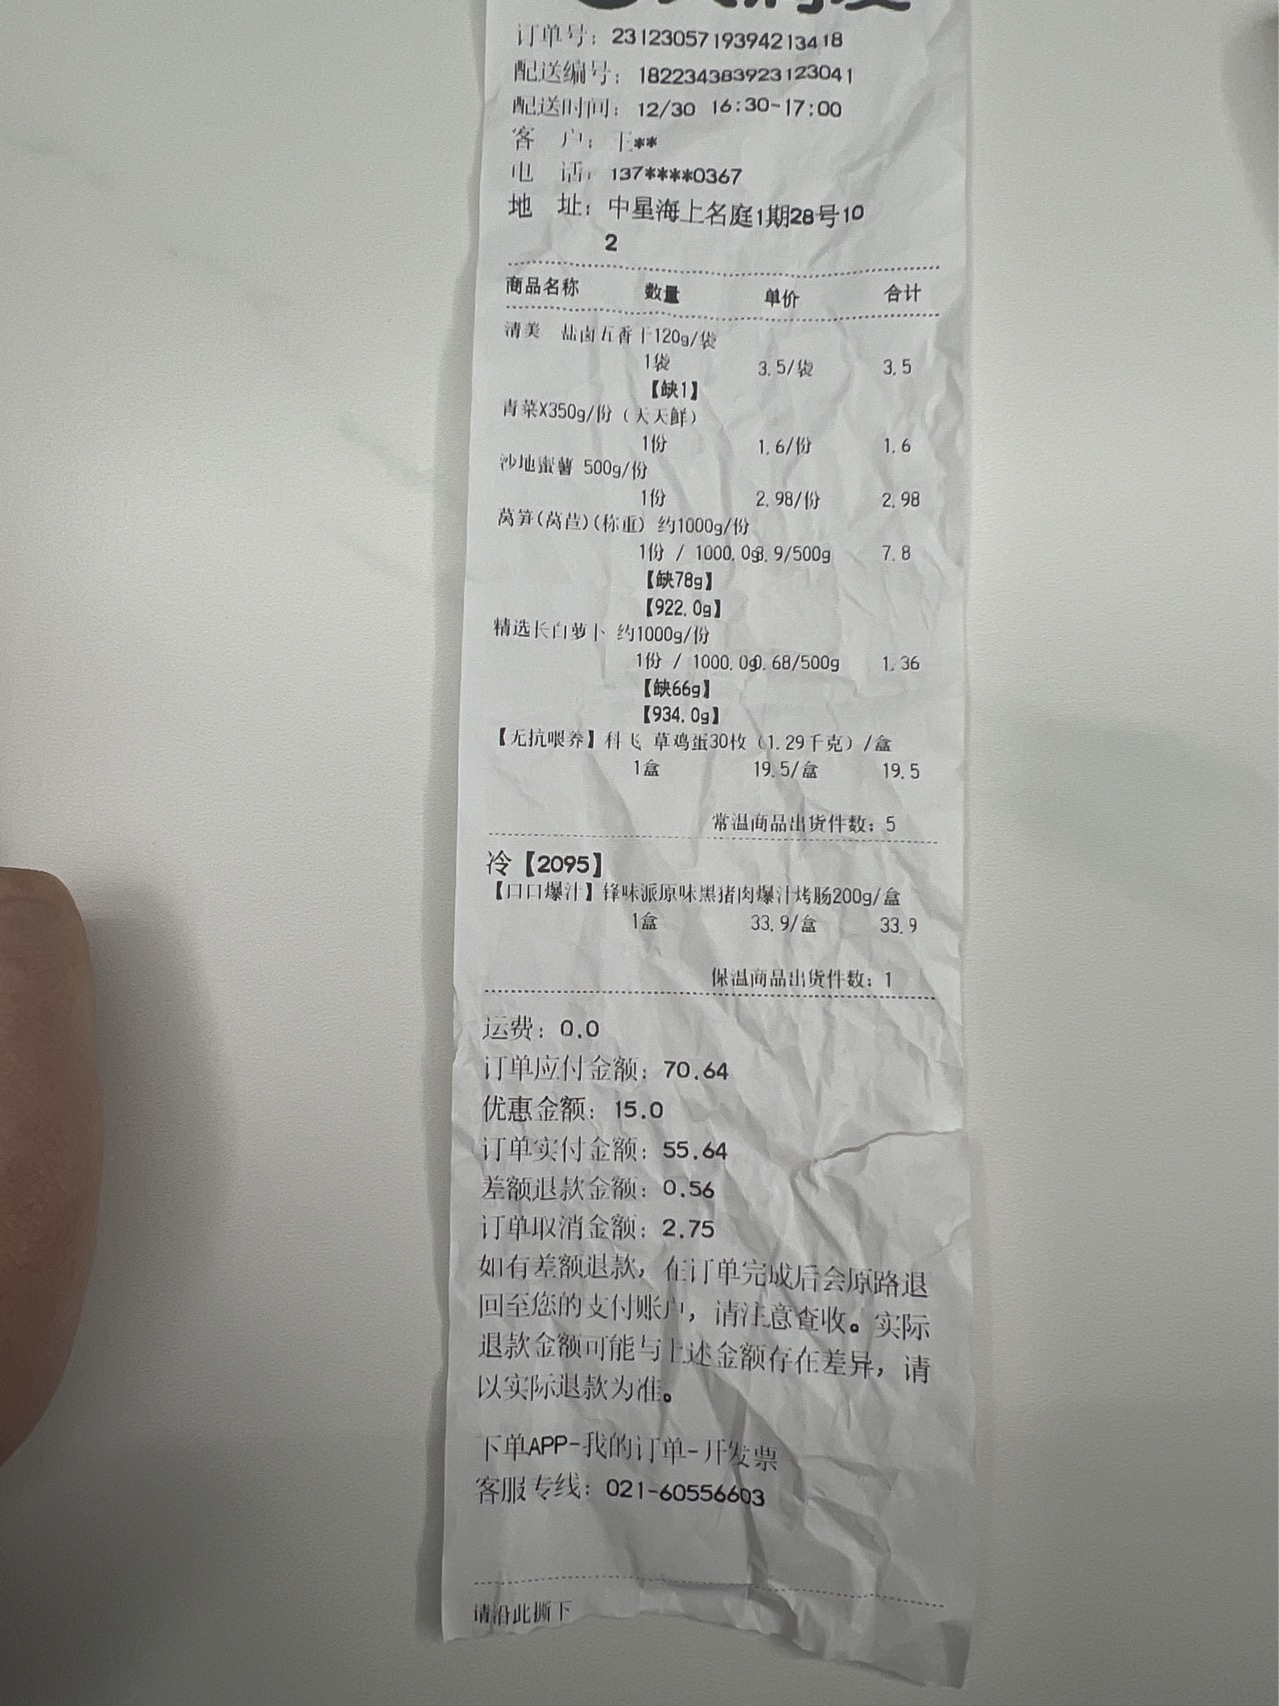 订单号：2312305719394213418
配送编号：182234383923123041
配送时间：12/30 16:30-17:00
客 户：王**
电 话：137****0367
地 址：中星海上名庭1期28号10
2
商品名称 数量 单价 合计
清美 盐卤五香干120g/袋
1袋 3.5/袋 3.5
【缺1】
青菜X350g/份（天天鲜）
1份 1.6/份 1.6
沙地蜜薯 500g/份
1份 2.98/份 2.98
莴笋(莴苣)(称重) 约1000g/份
1份 / 1000.0g3.9/500g 7.8
【缺78g】
【922.0g】
精选长白萝卜 约1000g/份
1份 / 1000.0g0.68/500g 1.36
【缺66g】
【934.0g】
【无抗喂养】科飞 草鸡蛋30枚（1.29千克）/盒
1盒 19.5/盒 19.5
常温商品出货件数：5
冷【2095】
【口口爆汁】锋味派原味黑猪肉爆汁烤肠200g/盒
1盒 33.9/盒 33.9
保温商品出货件数：1
运费：0.0
订单应付金额：70.64
优惠金额：15.0
订单实付金额：55.64
差额退款金额：0.56
订单取消金额：2.75
如有差额退款，在订单完成后会原路退
回至您的支付账户，请注意查收。实际
退款金额可能与上述金额存在差异，请
以实际退款为准。
下单APP-我的订单-开发票
客服专线：021-60556603
请沿此撕下